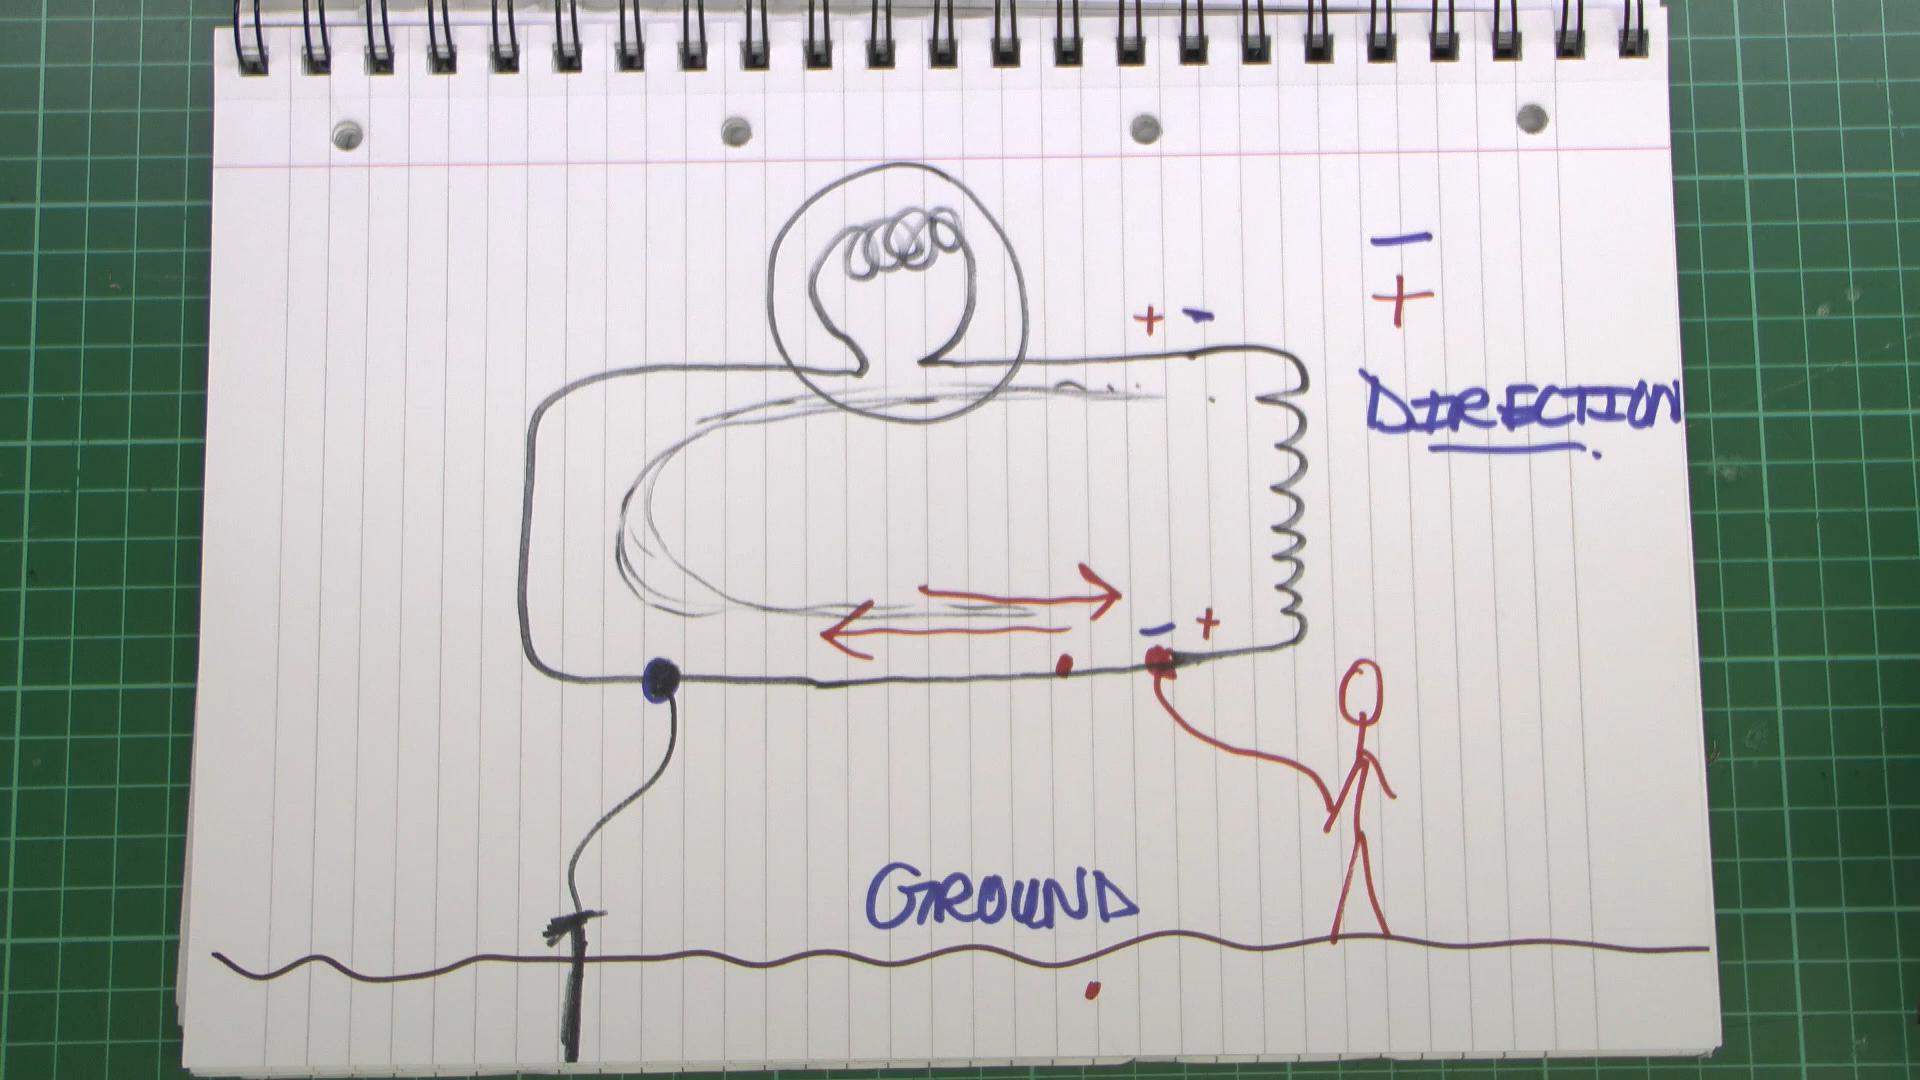 + -
-
+
DIRECTION
- +
GROUND